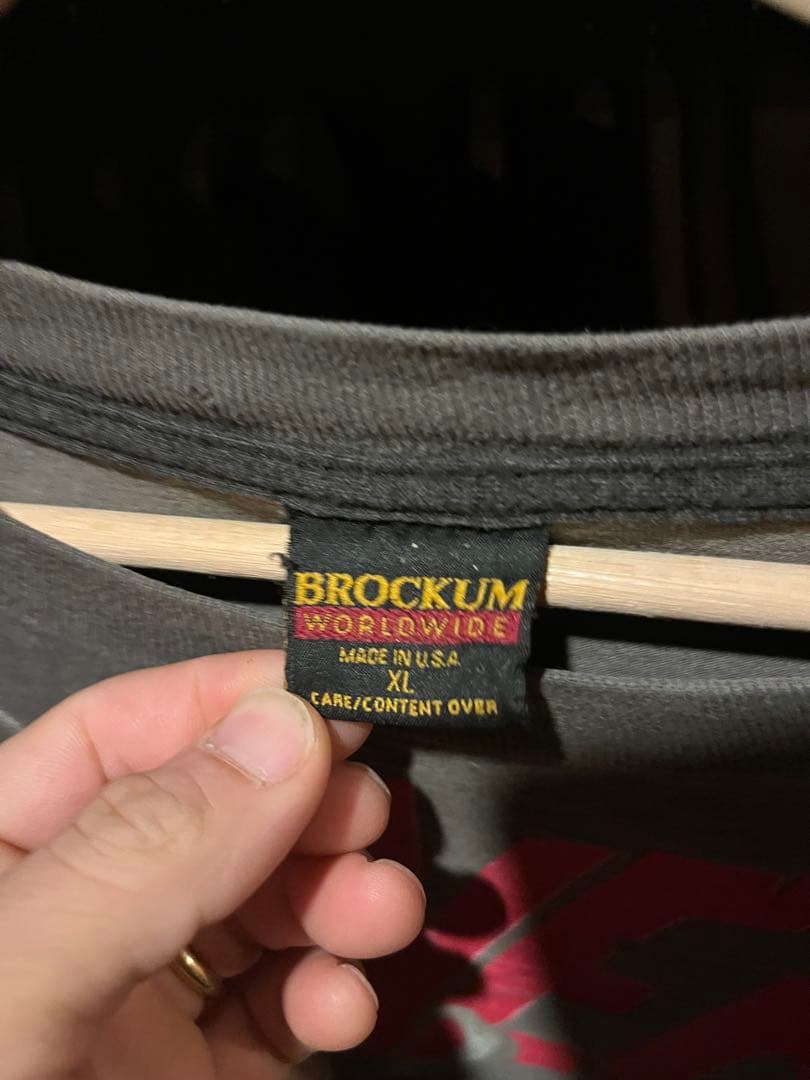 BROCKUM
WORLDWIDE
MADE IN U.S.A
XL
CARE/CONTENT OVER